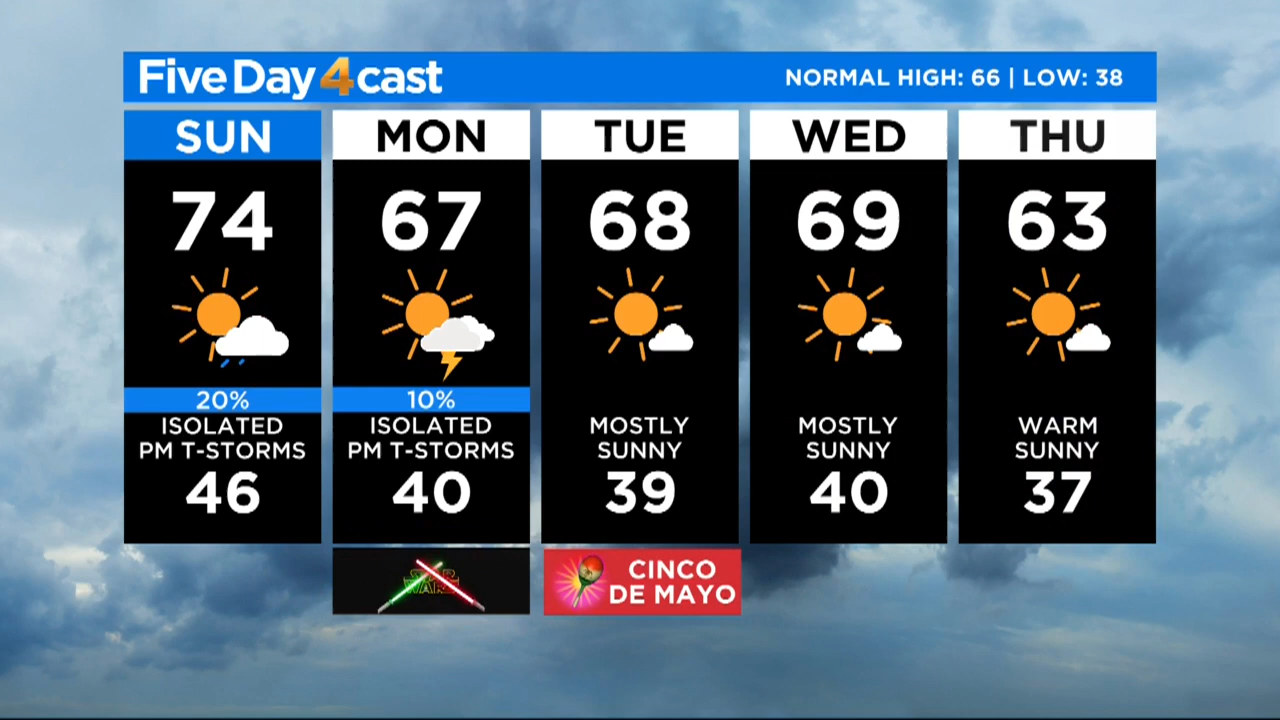 Five Day 4cast
NORMAL HIGH: 66 | LOW: 38
SUN
74
20%
ISOLATED
PM T-STORMS
46
MON
67
10%
ISOLATED
PM T-STORMS
40
STAR
WARS
TUE
68
MOSTLY
SUNNY
39
CINCO
DE MAYO
WED
69
MOSTLY
SUNNY
40
THU
63
WARM
SUNNY
37